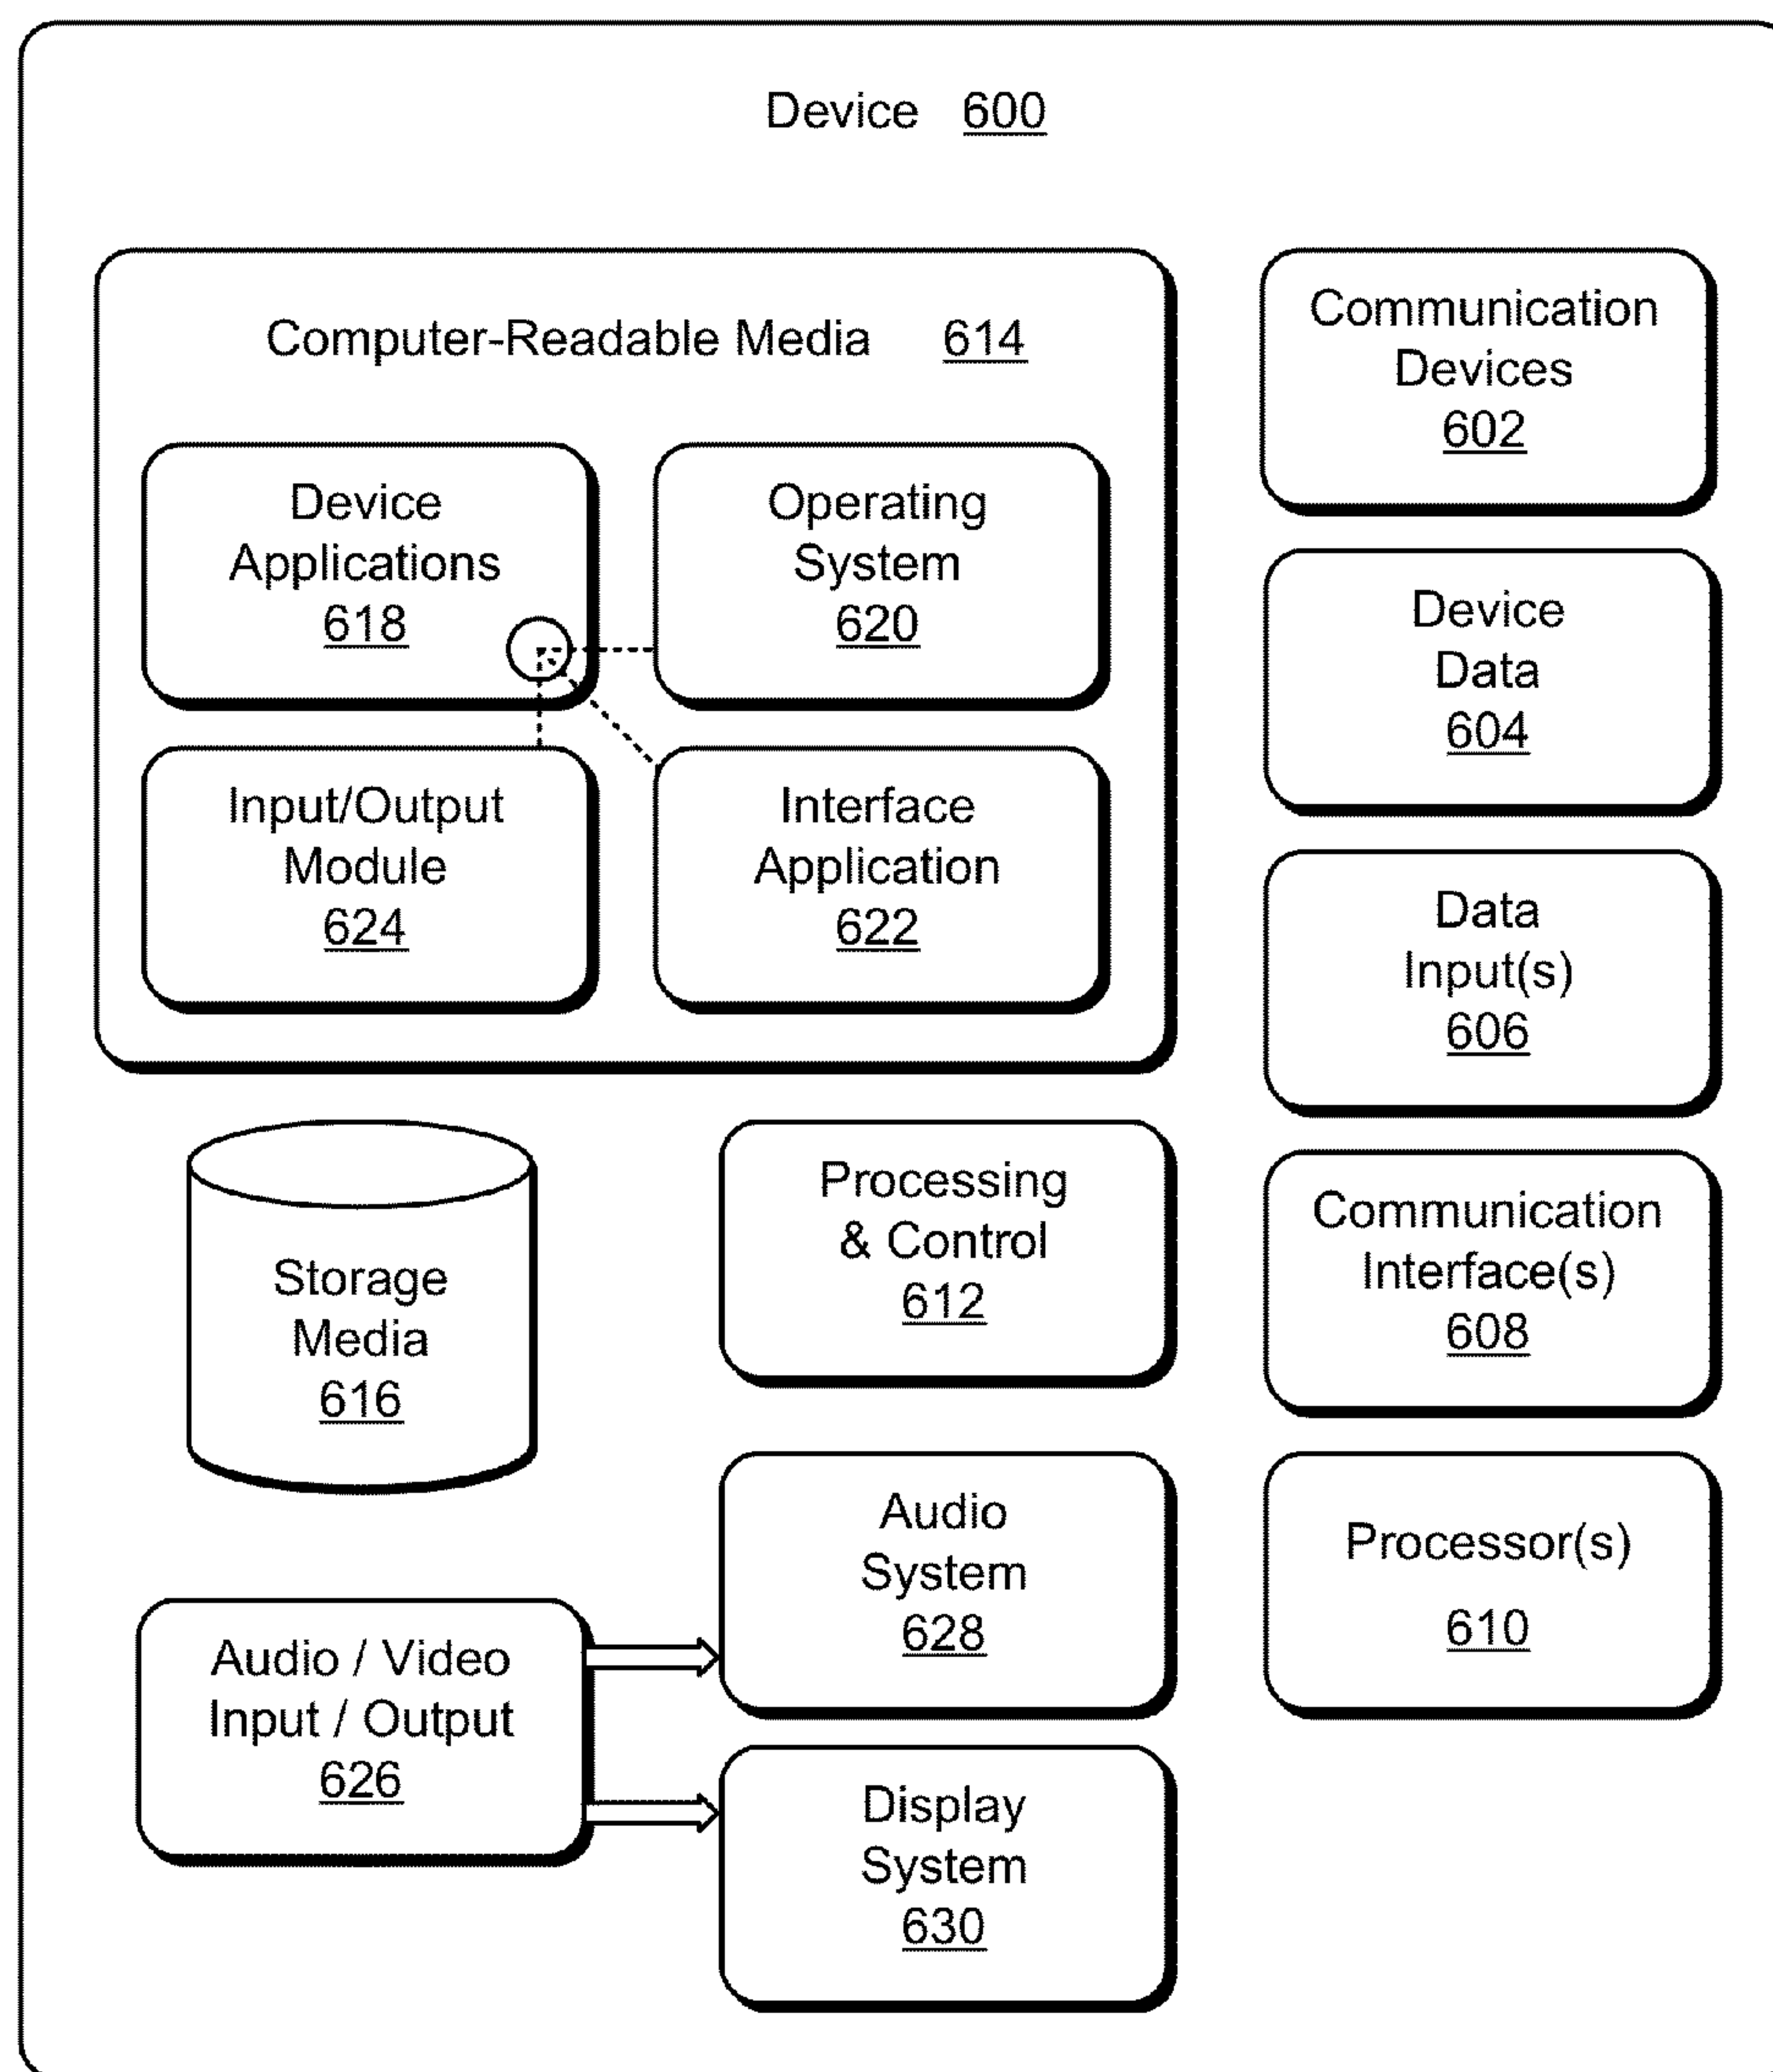 Device 600
Computer-Readable Media 614
Device
Applications
618
Operating
System
620
Input/Output
Module
624
Interface
Application
622
Communication
Devices
602
Device
Data
604
Data
Input(s)
606
Communication
Interface(s)
608
Processor(s)
610
Storage
Media
616
Processing
& Control
612
Audio / Video
Input / Output
626
Audio
System
628
Display
System
630